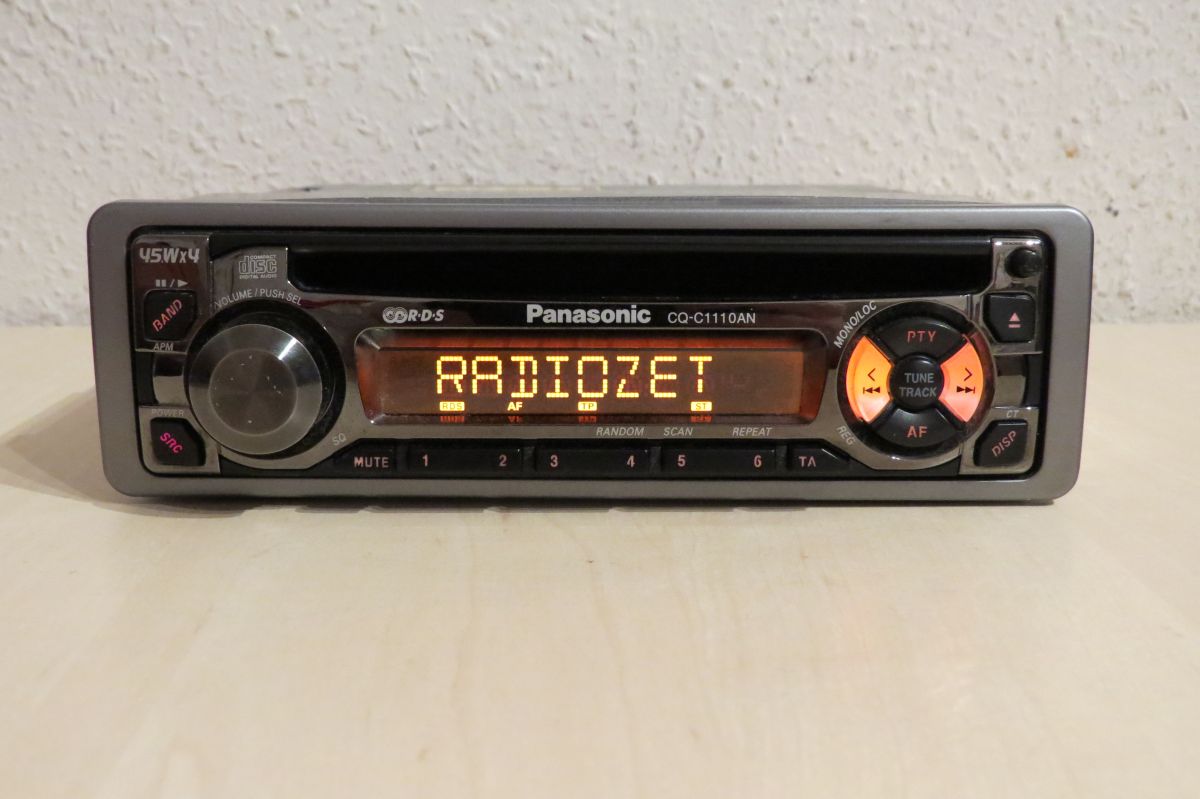 45Wx4
COMPACT
disc
DIGITAL AUDIO
VOLUME / PUSH SEL
BAND
APM
POWER
SRC
SQ
R·D·S
Panasonic CQ-C1110AN
RADIOZET
RDS AF TP ST
RANDOM SCAN REPEAT
MUTE 1 2 3 4 5 6 TA
MONO/LOC
PTY
TUNE
TRACK
AF
REG
CT
DISP